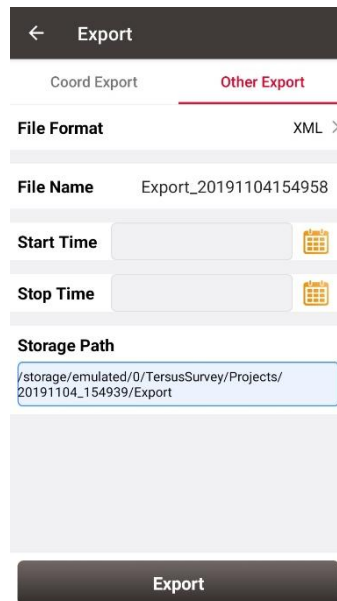 Export
Coord Export Other Export
File Format XML
File Name Export_20191104154958
Start Time
Stop Time
Storage Path
/storage/emulated/0/TersusSurvey/Projects/
20191104_154939/Export
Export